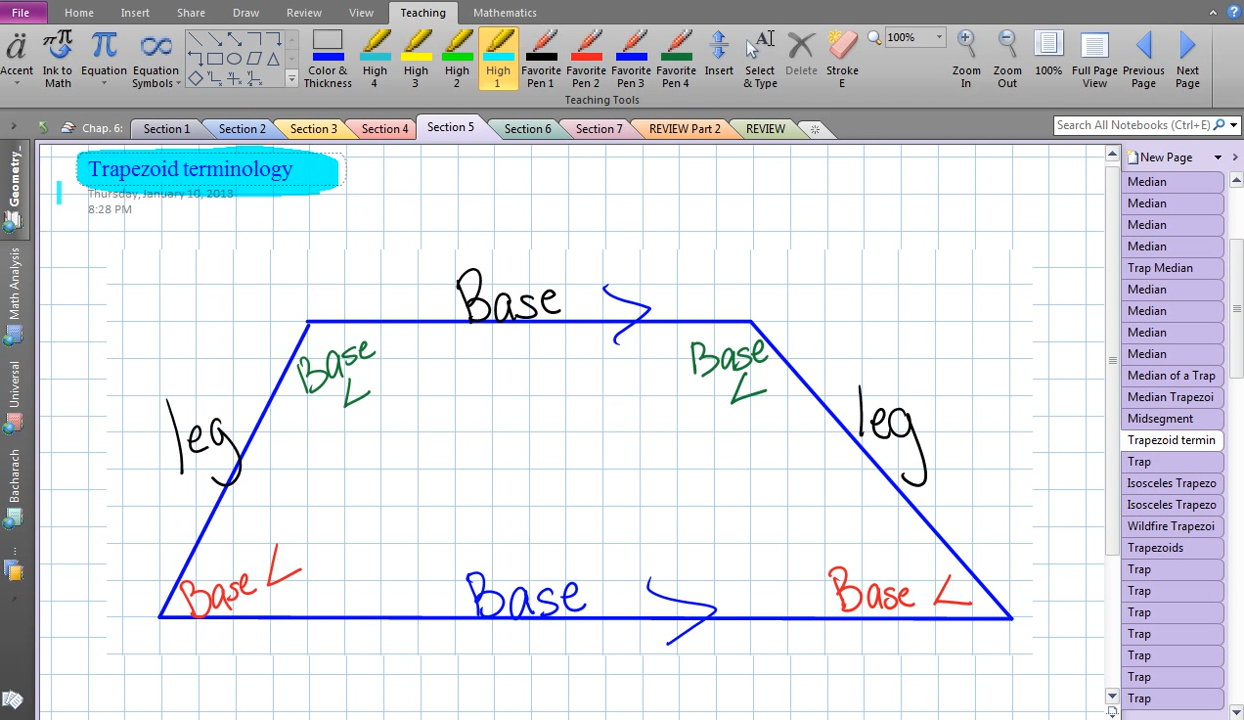 File Home Insert Share Draw Review View Teaching Mathematics
Accent
Ink to Math
Equation
Equation Symbols
Color & Thickness
High 4
High 3
High 2
High 1
Favorite Pen 1
Favorite Pen 2
Favorite Pen 3
Favorite Pen 4
Insert
Select & Type
Delete
Stroke E
100%
Zoom In
Zoom Out
100%
Full Page View
Previous Page
Next Page
Teaching Tools
Chap. 6: Section 1 Section 2 Section 3 Section 4 Section 5 Section 6 Section 7 REVIEW Part 2 REVIEW
Search All Notebooks (Ctrl+E)
Geometry_
Math Analysis
Universal
Bacharach
Trapezoid terminology
Thursday, January 10, 2013
8:28 PM
Base
Base
Base
leg
leg
Base
Base
Base
New Page
Median
Median
Median
Median
Trap Median
Median
Median
Median
Median
Median of a Trap
Median Trapezoi
Midsegment
Trapezoid termin
Trap
Isosceles Trapezo
Isosceles Trapezo
Wildfire Trapezoi
Trapezoids
Trap
Trap
Trap
Trap
Trap
Trap
Trap